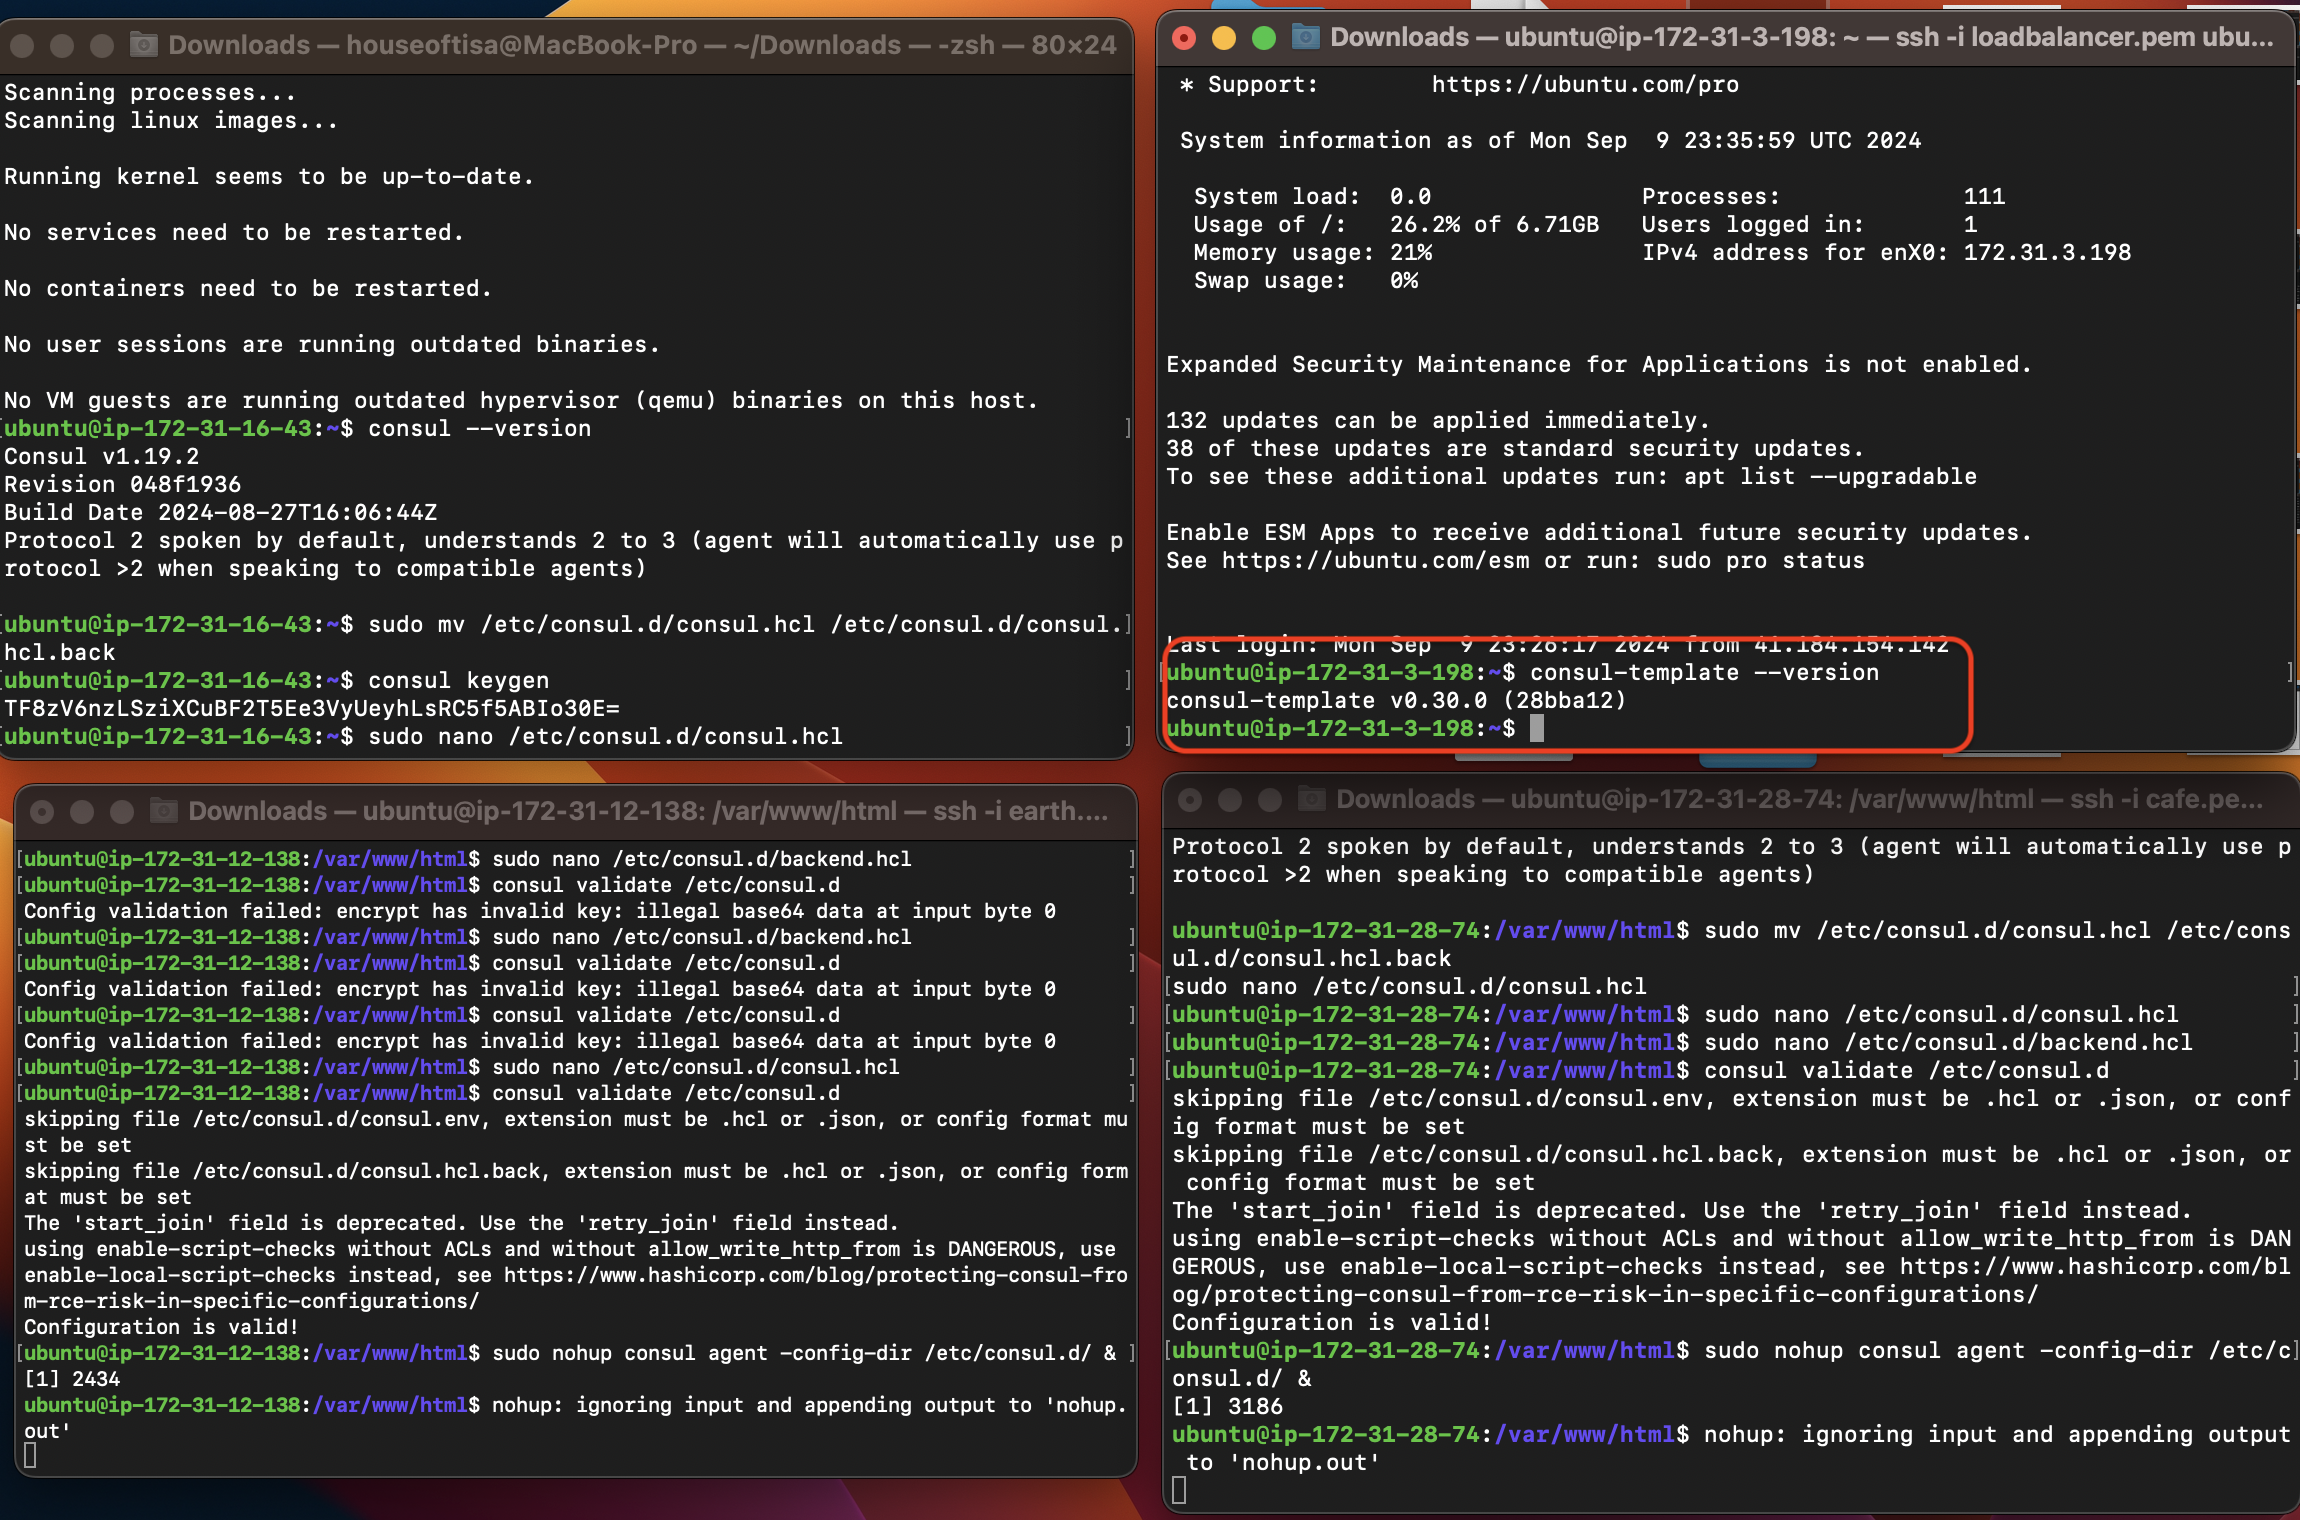 Downloads — houseoftisa@MacBook-Pro — ~/Downloads — -zsh — 80×24
Scanning processes...
Scanning linux images...
Running kernel seems to be up-to-date.
No services need to be restarted.
No containers need to be restarted.
No user sessions are running outdated binaries.
No VM guests are running outdated hypervisor (qemu) binaries on this host.
[ubuntu@ip-172-31-16-43:~$ consul --version ]
Consul v1.19.2
Revision 048f1936
Build Date 2024-08-27T16:06:44Z
Protocol 2 spoken by default, understands 2 to 3 (agent will automatically use p
rotocol >2 when speaking to compatible agents)
[ubuntu@ip-172-31-16-43:~$ sudo mv /etc/consul.d/consul.hcl /etc/consul.d/consul.]
hcl.back
[ubuntu@ip-172-31-16-43:~$ consul keygen ]
TF8zV6nzLSziXCuBF2T5Ee3VyUeyhLsRC5f5ABIo30E=
[ubuntu@ip-172-31-16-43:~$ sudo nano /etc/consul.d/consul.hcl ]
Downloads — ubuntu@ip-172-31-3-198: ~ — ssh -i loadbalancer.pem ubu...
* Support: https://ubuntu.com/pro
System information as of Mon Sep 9 23:35:59 UTC 2024
System load: 0.0 Processes: 111
Usage of /: 26.2% of 6.71GB Users logged in: 1
Memory usage: 21% IPv4 address for enX0: 172.31.3.198
Swap usage: 0%
Expanded Security Maintenance for Applications is not enabled.
132 updates can be applied immediately.
38 of these updates are standard security updates.
To see these additional updates run: apt list --upgradable
Enable ESM Apps to receive additional future security updates.
See https://ubuntu.com/esm or run: sudo pro status
Last login: Mon Sep 9 23:26:17 2024 from 41.184.154.142
[ubuntu@ip-172-31-3-198:~$ consul-template --version ]
consul-template v0.30.0 (28bba12)
ubuntu@ip-172-31-3-198:~$
Downloads — ubuntu@ip-172-31-12-138: /var/www/html — ssh -i earth....
[ubuntu@ip-172-31-12-138:/var/www/html$ sudo nano /etc/consul.d/backend.hcl ]
[ubuntu@ip-172-31-12-138:/var/www/html$ consul validate /etc/consul.d ]
Config validation failed: encrypt has invalid key: illegal base64 data at input byte 0
[ubuntu@ip-172-31-12-138:/var/www/html$ sudo nano /etc/consul.d/backend.hcl ]
[ubuntu@ip-172-31-12-138:/var/www/html$ consul validate /etc/consul.d ]
Config validation failed: encrypt has invalid key: illegal base64 data at input byte 0
[ubuntu@ip-172-31-12-138:/var/www/html$ consul validate /etc/consul.d ]
Config validation failed: encrypt has invalid key: illegal base64 data at input byte 0
[ubuntu@ip-172-31-12-138:/var/www/html$ sudo nano /etc/consul.d/consul.hcl ]
[ubuntu@ip-172-31-12-138:/var/www/html$ consul validate /etc/consul.d ]
skipping file /etc/consul.d/consul.env, extension must be .hcl or .json, or config format mu
st be set
skipping file /etc/consul.d/consul.hcl.back, extension must be .hcl or .json, or config form
at must be set
The 'start_join' field is deprecated. Use the 'retry_join' field instead.
using enable-script-checks without ACLs and without allow_write_http_from is DANGEROUS, use
enable-local-script-checks instead, see https://www.hashicorp.com/blog/protecting-consul-fro
m-rce-risk-in-specific-configurations/
Configuration is valid!
[ubuntu@ip-172-31-12-138:/var/www/html$ sudo nohup consul agent -config-dir /etc/consul.d/ & ]
[1] 2434
ubuntu@ip-172-31-12-138:/var/www/html$ nohup: ignoring input and appending output to 'nohup.
out'
Downloads — ubuntu@ip-172-31-28-74: /var/www/html — ssh -i cafe.pe...
Protocol 2 spoken by default, understands 2 to 3 (agent will automatically use p
rotocol >2 when speaking to compatible agents)
ubuntu@ip-172-31-28-74:/var/www/html$ sudo mv /etc/consul.d/consul.hcl /etc/cons
ul.d/consul.hcl.back
[sudo nano /etc/consul.d/consul.hcl ]
[ubuntu@ip-172-31-28-74:/var/www/html$ sudo nano /etc/consul.d/consul.hcl ]
[ubuntu@ip-172-31-28-74:/var/www/html$ sudo nano /etc/consul.d/backend.hcl ]
[ubuntu@ip-172-31-28-74:/var/www/html$ consul validate /etc/consul.d ]
skipping file /etc/consul.d/consul.env, extension must be .hcl or .json, or conf
ig format must be set
skipping file /etc/consul.d/consul.hcl.back, extension must be .hcl or .json, or
config format must be set
The 'start_join' field is deprecated. Use the 'retry_join' field instead.
using enable-script-checks without ACLs and without allow_write_http_from is DAN
GEROUS, use enable-local-script-checks instead, see https://www.hashicorp.com/bl
og/protecting-consul-from-rce-risk-in-specific-configurations/
Configuration is valid!
[ubuntu@ip-172-31-28-74:/var/www/html$ sudo nohup consul agent -config-dir /etc/c]
onsul.d/ &
[1] 3186
ubuntu@ip-172-31-28-74:/var/www/html$ nohup: ignoring input and appending output
to 'nohup.out'